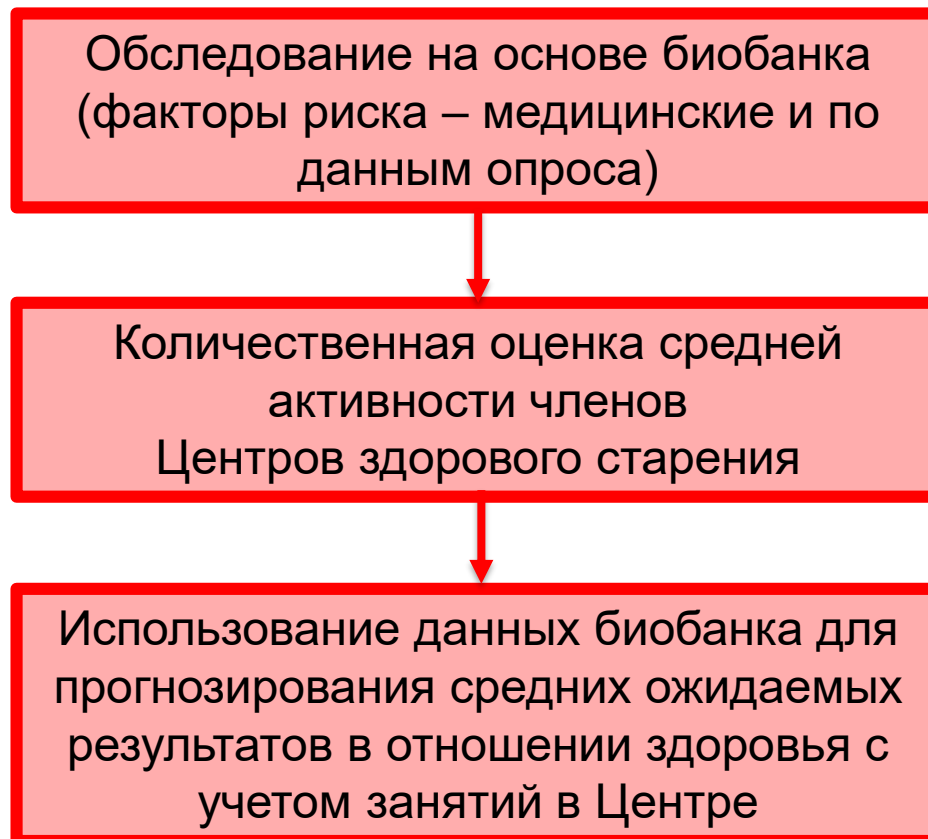 Обследование на основе биобанка
(факторы риска – медицинские и по
данным опроса)
Количественная оценка средней
активности членов
Центров здорового старения
Использование данных биобанка для
прогнозирования средних ожидаемых
результатов в отношении здоровья с
учетом занятий в Центре